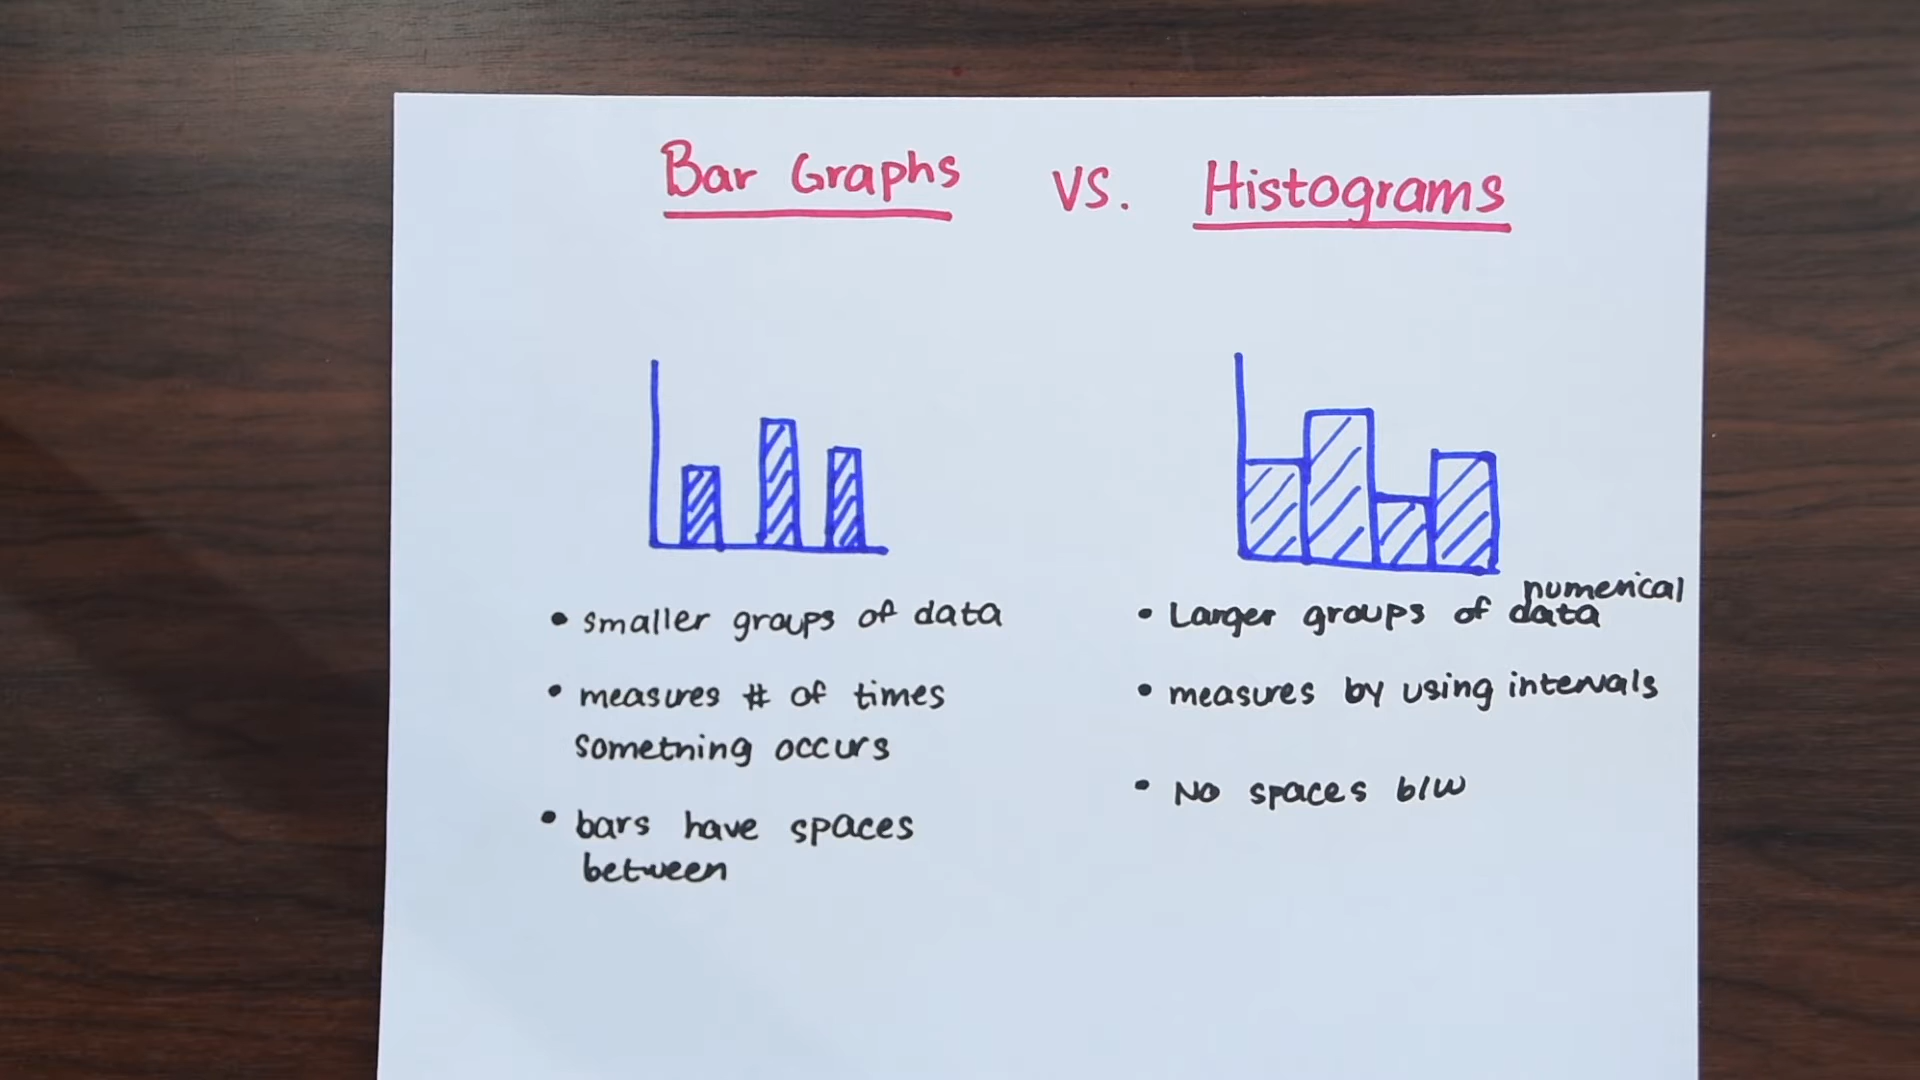 Bar Graphs vs. Histograms
• smaller groups of data
• measures # of times
something occurs
• bars have spaces
between
numerical
• Larger groups of data
• measures by using intervals
• No spaces b/w